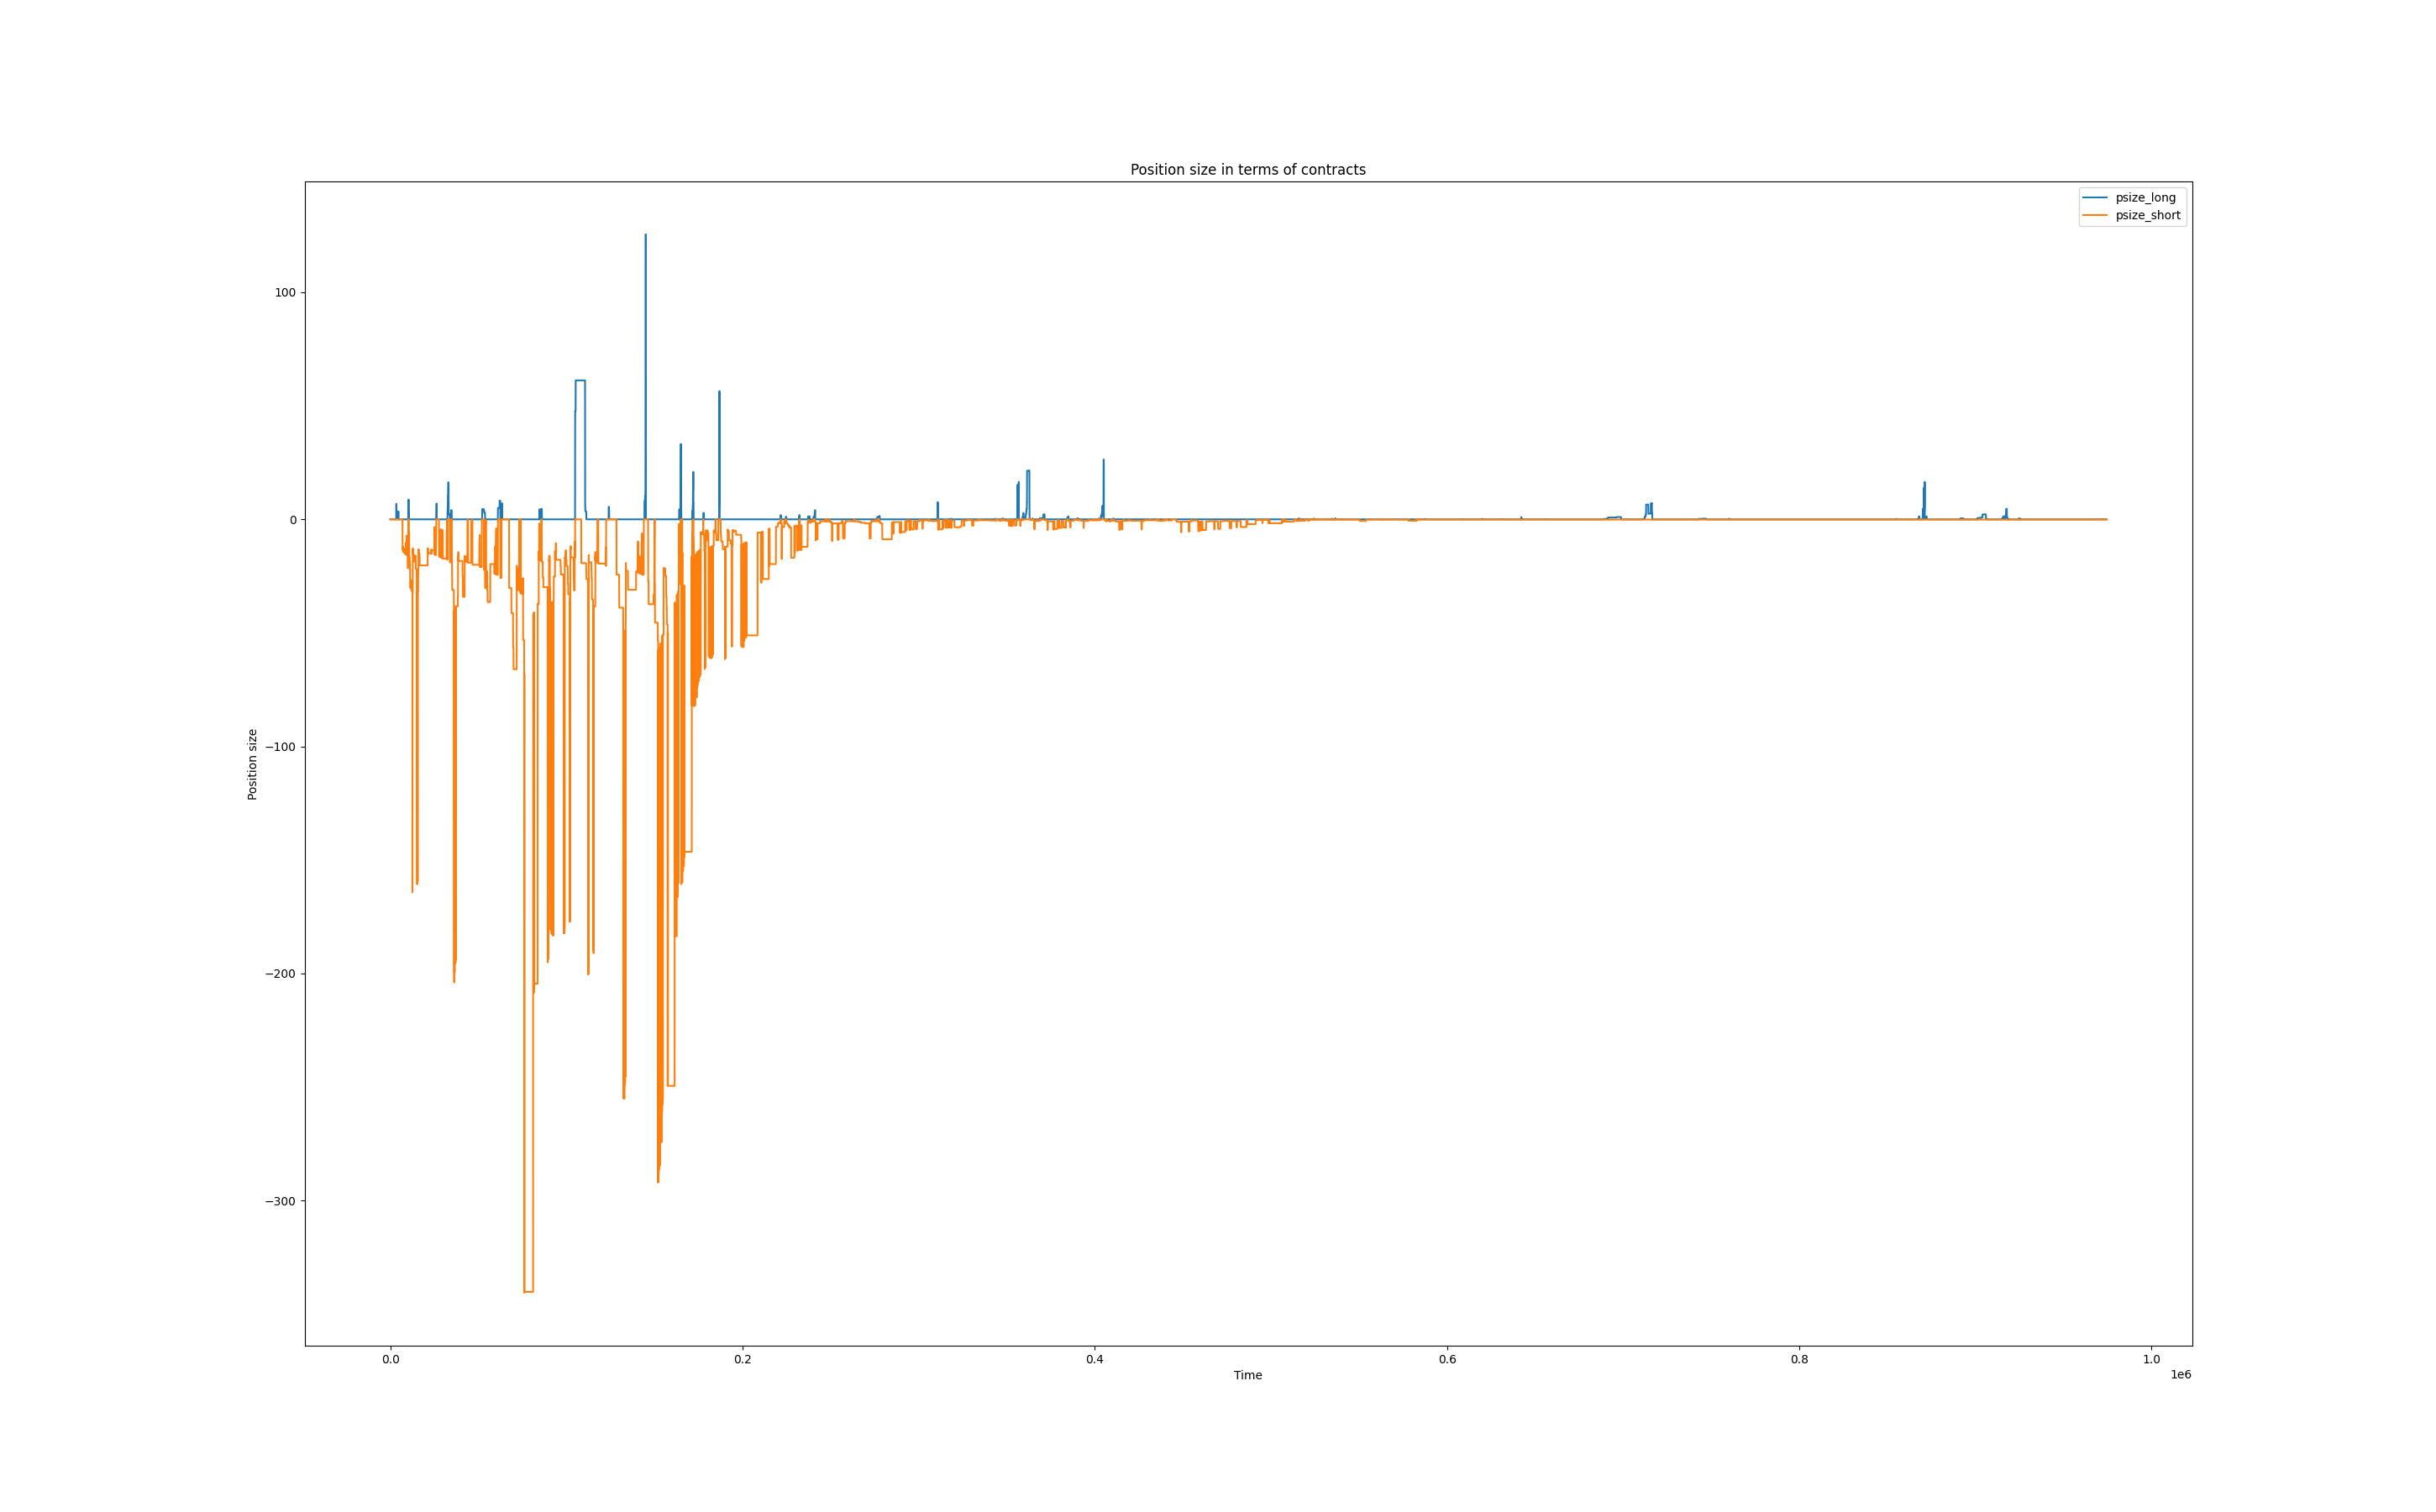 Position size in terms of contracts
psize_long
psize_short
100
0
−100
−200
−300
Position size
0.0
0.2
0.4
0.6
0.8
1.0
1e6
Time